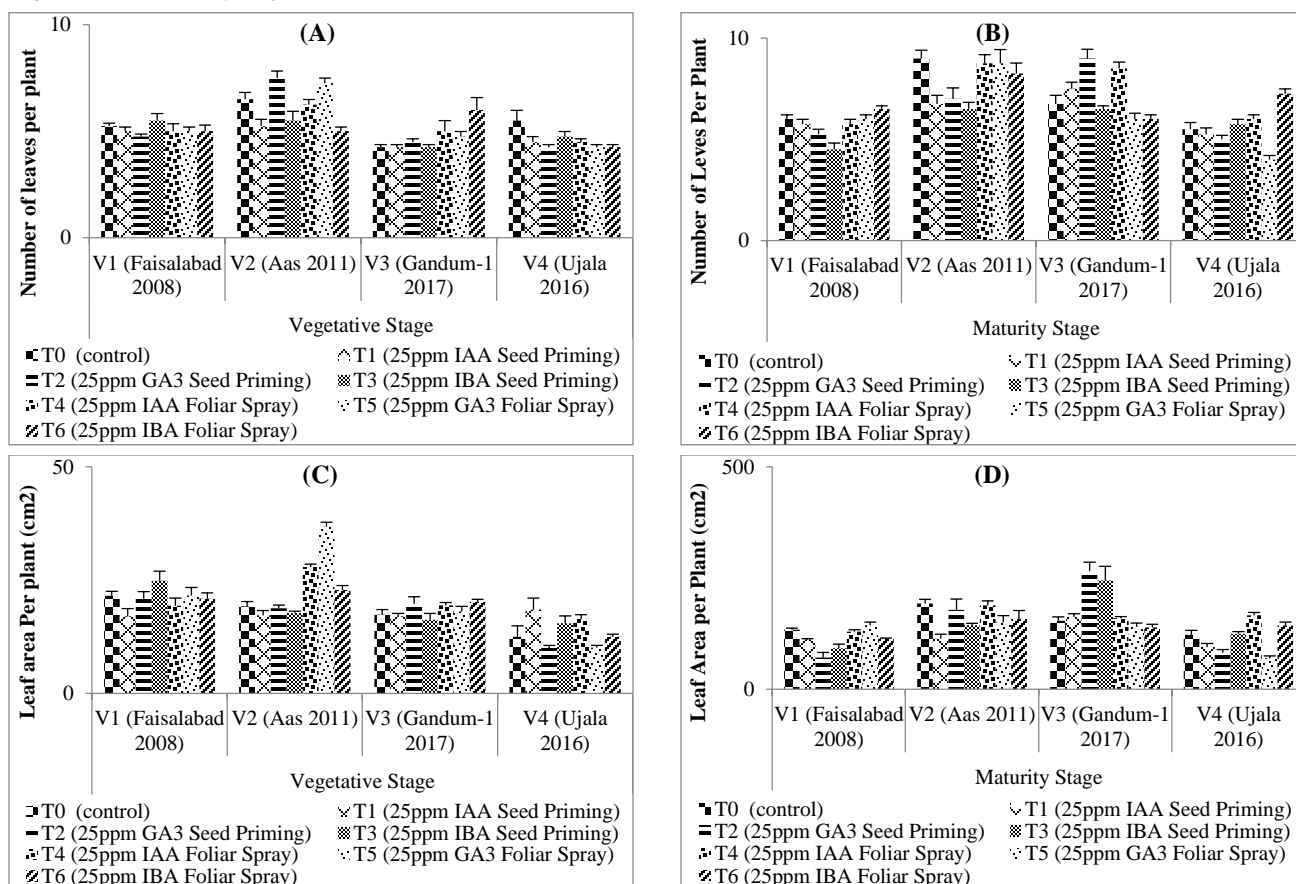 (A)
10
0
Number of leaves per plant
V1 (Faisalabad 2008)
V2 (Aas 2011)
V3 (Gandum-1 2017)
V4 (Ujala 2016)
Vegetative Stage
T0 (control)
T1 (25ppm IAA Seed Priming)
T2 (25ppm GA3 Seed Priming)
T3 (25ppm IBA Seed Priming)
T4 (25ppm IAA Foliar Spray)
T5 (25ppm GA3 Foliar Spray)
T6 (25ppm IBA Foliar Spray)
(B)
10
0
Number of Leves Per Plant
V1 (Faisalabad 2008)
V2 (Aas 2011)
V3 (Gandum-1 2017)
V4 (Ujala 2016)
Maturity Stage
T0 (control)
T1 (25ppm IAA Seed Priming)
T2 (25ppm GA3 Seed Priming)
T3 (25ppm IBA Seed Priming)
T4 (25ppm IAA Foliar Spray)
T5 (25ppm GA3 Foliar Spray)
T6 (25ppm IBA Foliar Spray)
(C)
50
0
Leaf area Per plant (cm2)
V1 (Faisalabad 2008)
V2 (Aas 2011)
V3 (Gandum-1 2017)
V4 (Ujala 2016)
Vegetative Stage
T0 (control)
T1 (25ppm IAA Seed Priming)
T2 (25ppm GA3 Seed Priming)
T3 (25ppm IBA Seed Priming)
T4 (25ppm IAA Foliar Spray)
T5 (25ppm GA3 Foliar Spray)
T6 (25ppm IBA Foliar Spray)
(D)
500
0
Leaf Area per Plant (cm2)
V1 (Faisalabad 2008)
V2 (Aas 2011)
V3 (Gandum-1 2017)
V4 (Ujala 2016)
Maturity Stage
T0 (control)
T1 (25ppm IAA Seed Priming)
T2 (25ppm GA3 Seed Priming)
T3 (25ppm IBA Seed Priming)
T4 (25ppm IAA Foliar Spray)
T5 (25ppm GA3 Foliar Spray)
T6 (25ppm IBA Foliar Spray)